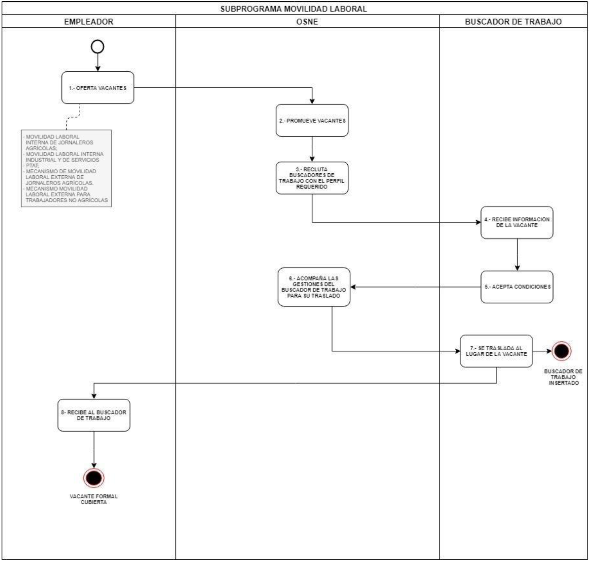 SUBPROGRAMA MOVILIDAD LABORAL
EMPLEADOR
OSNE
BUSCADOR DE TRABAJO
1.- OFERTA VACANTES
- MOVILIDAD LABORAL
INTERNA DE JORNALEROS
AGRÍCOLAS;
- MOVILIDAD LABORAL INTERNA
INDUSTRIAL Y DE SERVICIOS
- PTAT
- MECANISMO DE MOVILIDAD
LABORAL EXTERNA DE
JORNALEROS AGRÍCOLAS.
- MECANISMO MOVILIDAD
LABORAL EXTERNA PARA
TRABAJADORES NO AGRÍCOLAS
2.- PROMUEVE VACANTES
3.- RECLUTA
BUSCADORES DE
TRABAJO CON EL PERFIL
REQUERIDO
4.- RECIBE INFORMACIÓN
DE LA VACANTE
5.- ACEPTA CONDICIONES
6.- ACOMPAÑA LAS
GESTIONES DEL
BUSCADOR DE TRABAJO
PARA SU TRASLADO
7.- SE TRASLADA AL
LUGAR DE LA VACANTE
BUSCADOR DE
TRABAJO
INSERTADO
8- RECIBE AL BUSCADOR
DE TRABAJO
VACANTE FORMAL
CUBIERTA